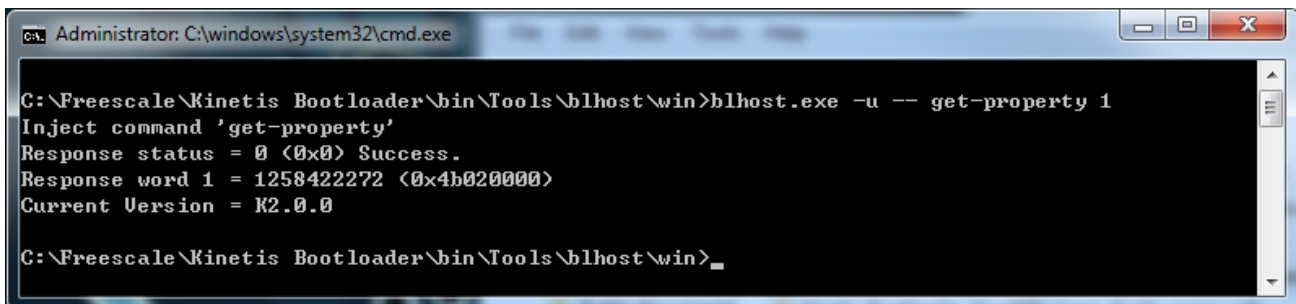 Administrator: C:\windows\system32\cmd.exe
C:\Freescale\Kinetis Bootloader\bin\Tools\blhost\win>blhost.exe -u -- get-property 1
Inject command 'get-property'
Response status = 0 (0x0) Success.
Response word 1 = 1258422272 (0x4b020000)
Current Version = K2.0.0
C:\Freescale\Kinetis Bootloader\bin\Tools\blhost\win>_